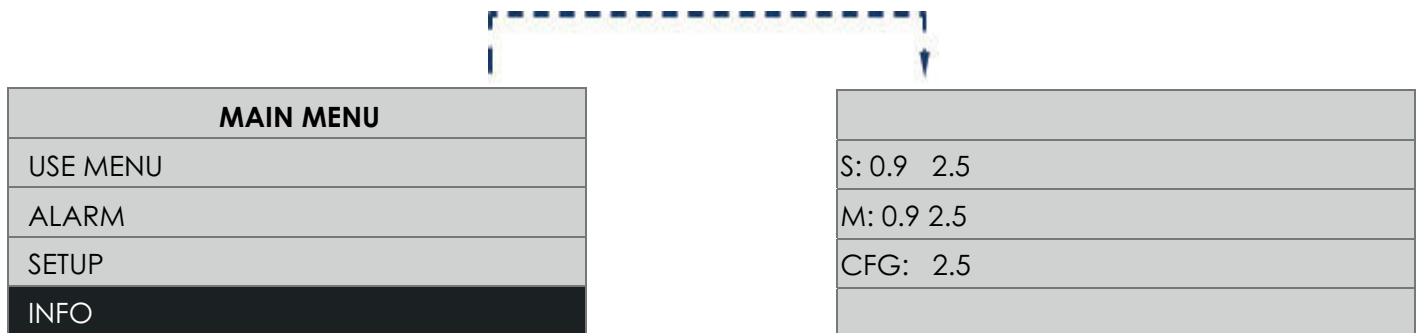 MAIN MENU
USE MENU
ALARM
SETUP
INFO
S: 0.9 2.5
M: 0.9 2.5
CFG: 2.5